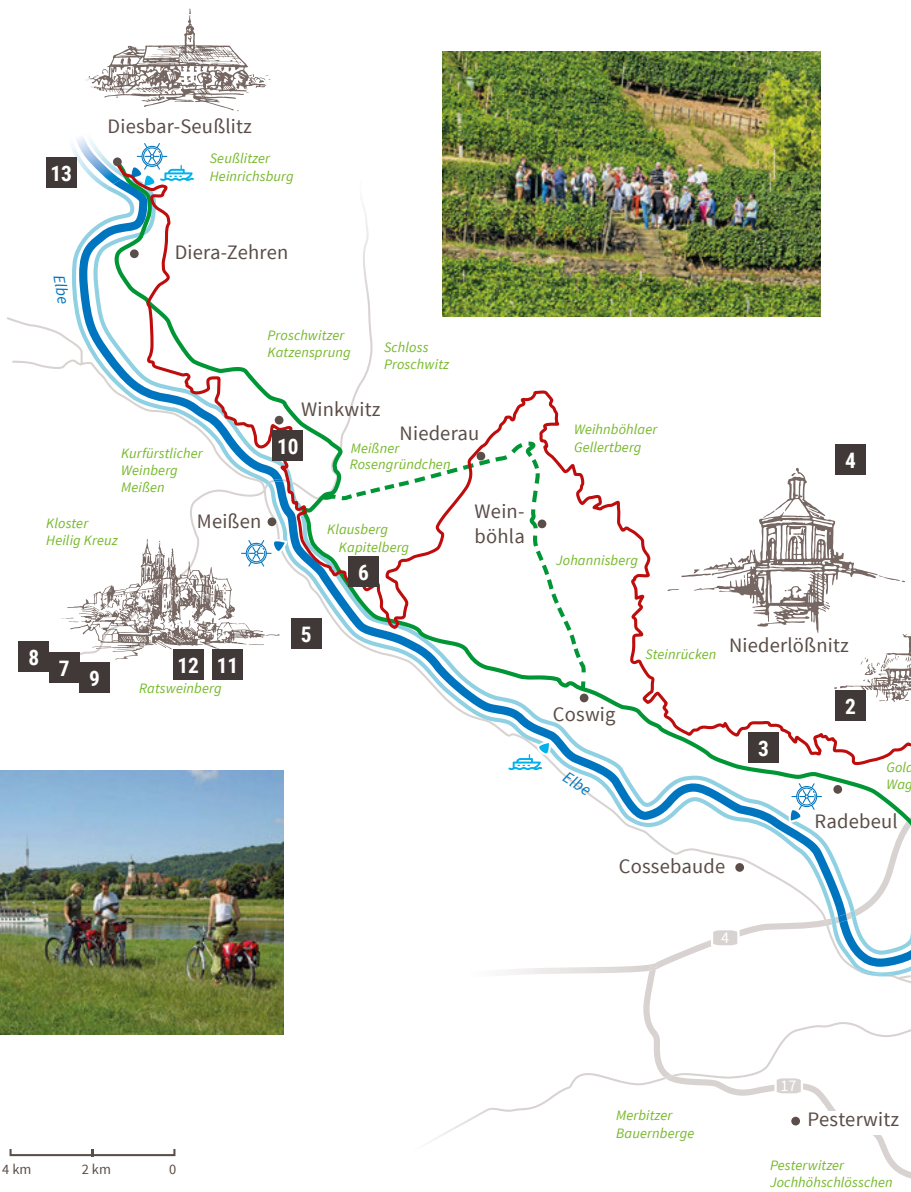 Diesbar-Seußlitz
13
Seußlitzer
Heinrichsburg
Diera-Zehren
Elbe
Proschwitzer
Katzensprung
Schloss
Proschwitz
Winkwitz
10
Niederau
Weihnböhlaer
Gellertberg
Meißner
Rosengründchen
Kurfürstlicher
Weinberg
Meißen
4
Wein-
böhla
Meißen
Kloster
Heilig Kreuz
Klausberg
Kapitelberg
Johannisberg
6
5
Niederlößnitz
8
7
9
12
11
Ratsweinberg
Steinrücken
2
Coswig
3
Elbe
Gold
Wag
Radebeul
Cossebaude
4
17
Merbitzer
Bauernberge
Pesterwitz
Pesterwitzer
Jochhöhschlösschen
4 km
2 km
0